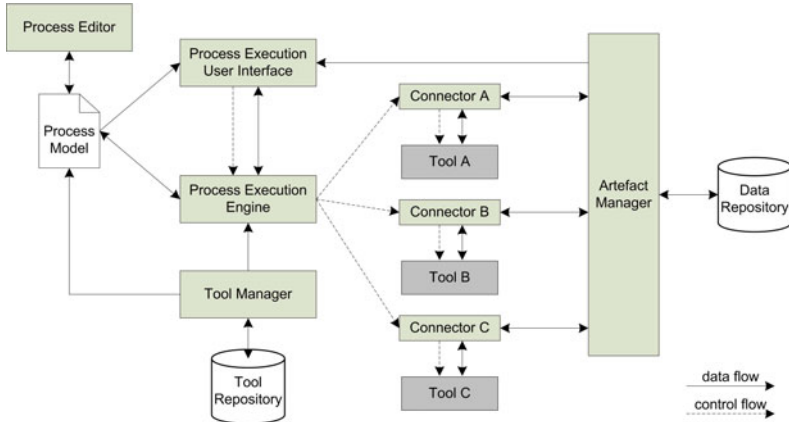 Process Editor
Process Execution
User Interface
Process
Model
Connector A
Tool A
Process Execution
Engine
Connector B
Artefact
Manager
Data
Repository
Tool B
Tool Manager
Connector C
Tool
Repository
Tool C
data flow
control flow